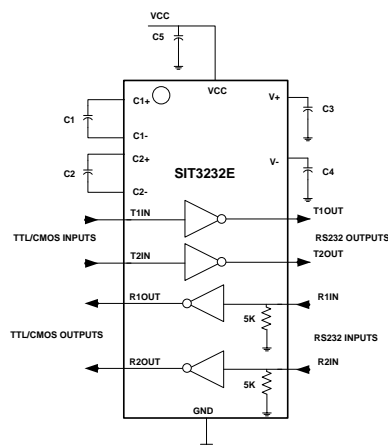 VCC
C5
VCC
C1+
V+
C1
C3
C1-
C2+
V-
C2
C4
C2-
SIT3232E
T1IN
T1OUT
TTL/CMOS INPUTS
RS232 OUTPUTS
T2IN
T2OUT
R1OUT
R1IN
5K
TTL/CMOS OUTPUTS
RS232 INPUTS
R2OUT
R2IN
5K
GND